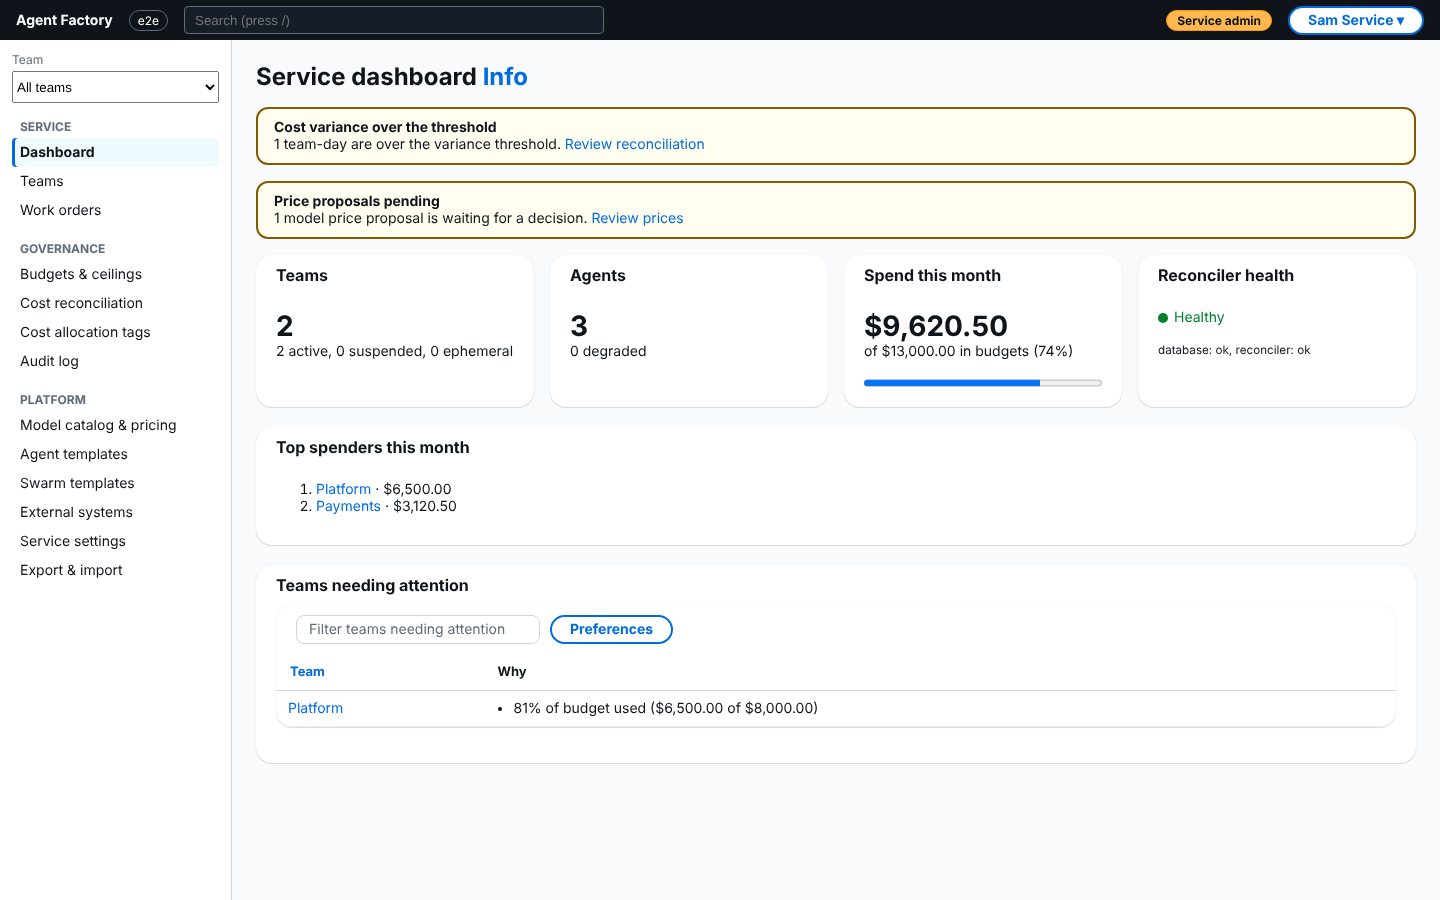 Agent Factory
e2e
Search (press /)
Service admin
Sam Service ▾
Team
All teams
SERVICE
Dashboard
Teams
Work orders
GOVERNANCE
Budgets & ceilings
Cost reconciliation
Cost allocation tags
Audit log
PLATFORM
Model catalog & pricing
Agent templates
Swarm templates
External systems
Service settings
Export & import
Service dashboard Info
Cost variance over the threshold
1 team-day are over the variance threshold. Review reconciliation
Price proposals pending
1 model price proposal is waiting for a decision. Review prices
Teams
2
2 active, 0 suspended, 0 ephemeral
Agents
3
0 degraded
Spend this month
$9,620.50
of $13,000.00 in budgets (74%)
Reconciler health
Healthy
database: ok, reconciler: ok
Top spenders this month
1. Platform · $6,500.00
2. Payments · $3,120.50
Teams needing attention
Filter teams needing attention
Preferences
Team
Why
Platform
• 81% of budget used ($6,500.00 of $8,000.00)